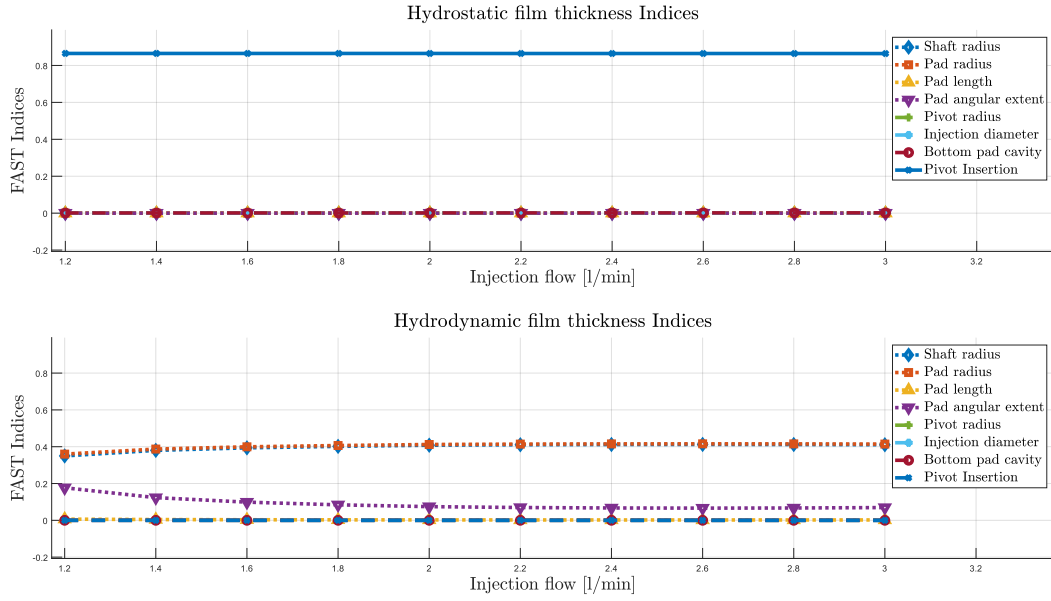 Hydrostatic film thickness Indices
FAST Indices
0.8
0.6
0.4
0.2
0
-0.2
1.2 1.4 1.6 1.8 2 2.2 2.4 2.6 2.8 3 3.2
Injection flow [l/min]
Shaft radius
Pad radius
Pad length
Pad angular extent
Pivot radius
Injection diameter
Bottom pad cavity
Pivot Insertion
Hydrodynamic film thickness Indices
FAST Indices
0.8
0.6
0.4
0.2
0
-0.2
1.2 1.4 1.6 1.8 2 2.2 2.4 2.6 2.8 3 3.2
Injection flow [l/min]
Shaft radius
Pad radius
Pad length
Pad angular extent
Pivot radius
Injection diameter
Bottom pad cavity
Pivot Insertion